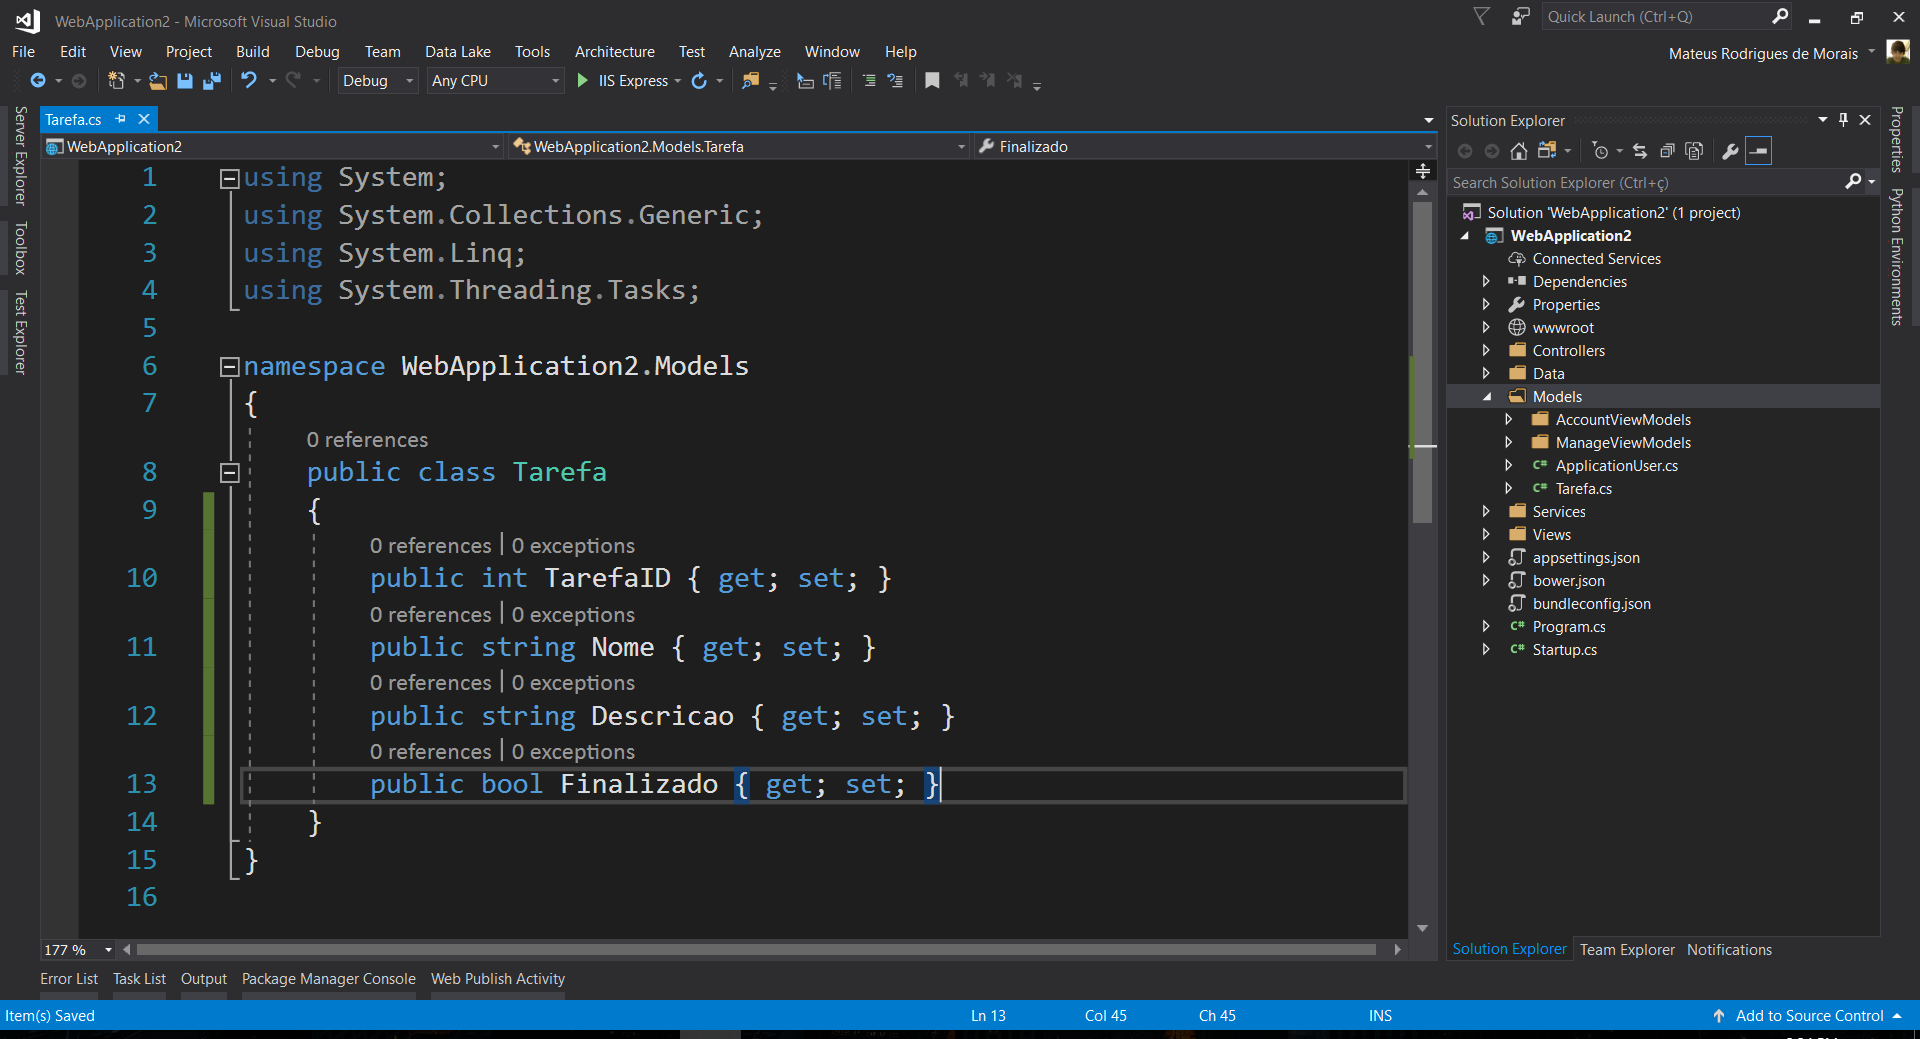 WebApplication2 - Microsoft Visual Studio
Quick Launch (Ctrl+Q)
File Edit View Project Build Debug Team Data Lake Tools Architecture Test Analyze Window Help
Mateus Rodrigues de Morais
Debug Any CPU IIS Express
Server Explorer
Toolbox
Test Explorer
Tarefa.cs
WebApplication2 WebApplication2.Models.Tarefa Finalizado
1 using System;
2 using System.Collections.Generic;
3 using System.Linq;
4 using System.Threading.Tasks;
5
6 namespace WebApplication2.Models
7 {
0 references
8 public class Tarefa
9 {
0 references | 0 exceptions
10 public int TarefaID { get; set; }
0 references | 0 exceptions
11 public string Nome { get; set; }
0 references | 0 exceptions
12 public string Descricao { get; set; }
0 references | 0 exceptions
13 public bool Finalizado { get; set; }
14 }
15 }
16
177 %
Solution Explorer
Search Solution Explorer (Ctrl+ç)
Solution 'WebApplication2' (1 project)
WebApplication2
Connected Services
Dependencies
Properties
wwwroot
Controllers
Data
Models
AccountViewModels
ManageViewModels
C# ApplicationUser.cs
C# Tarefa.cs
Services
Views
appsettings.json
bower.json
bundleconfig.json
C# Program.cs
C# Startup.cs
Solution Explorer Team Explorer Notifications
Properties
Python Environments
Error List Task List Output Package Manager Console Web Publish Activity
Item(s) Saved Ln 13 Col 45 Ch 45 INS Add to Source Control